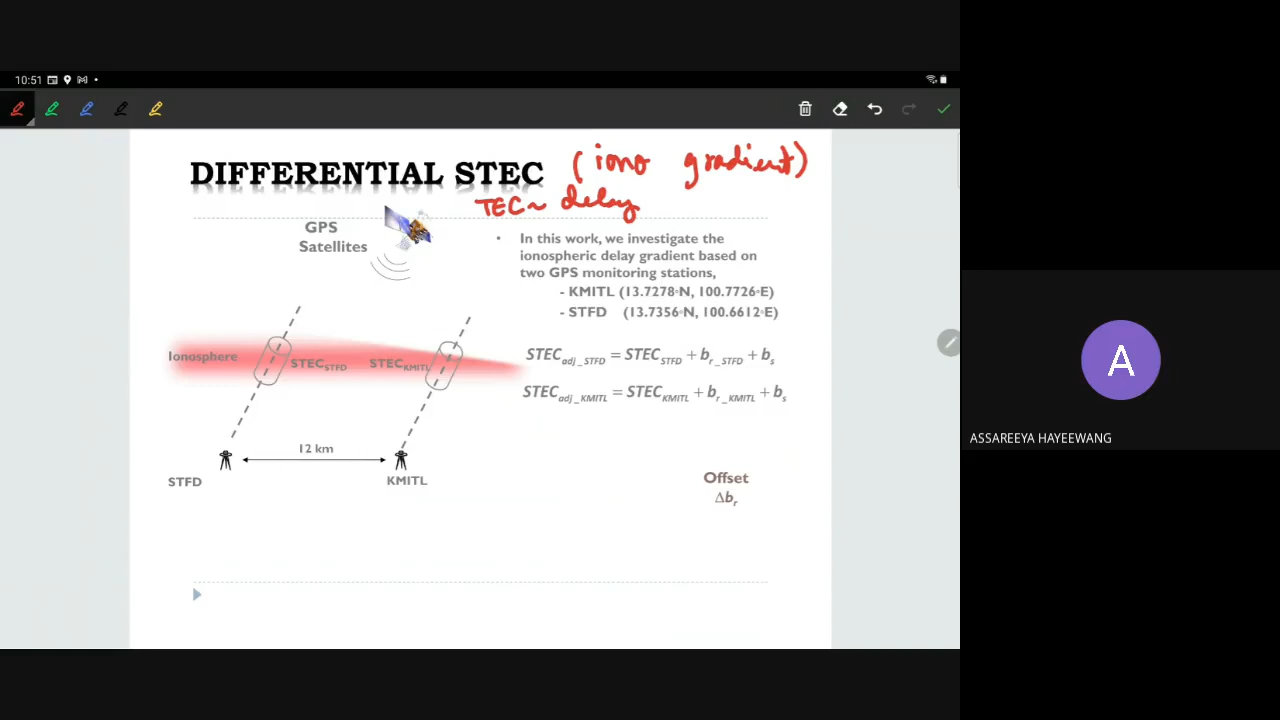 10:51
DIFFERENTIAL STEC (iono gradient)
TEC ~ delay
GPS
Satellites
• In this work, we investigate the
ionospheric delay gradient based on
two GPS monitoring stations,
- KMITL (13.7278◦N, 100.7726◦E)
- STFD (13.7356◦N, 100.6612◦E)
Ionosphere
STEC_STFD
STEC_KMITL
STEC_adj_STFD = STEC_STFD + b_r_STFD + b_s
STEC_adj_KMITL = STEC_KMITL + b_r_KMITL + b_s
12 km
STFD
KMITL
Offset
Δb_r
A
ASSAREEYA HAYEEWANG